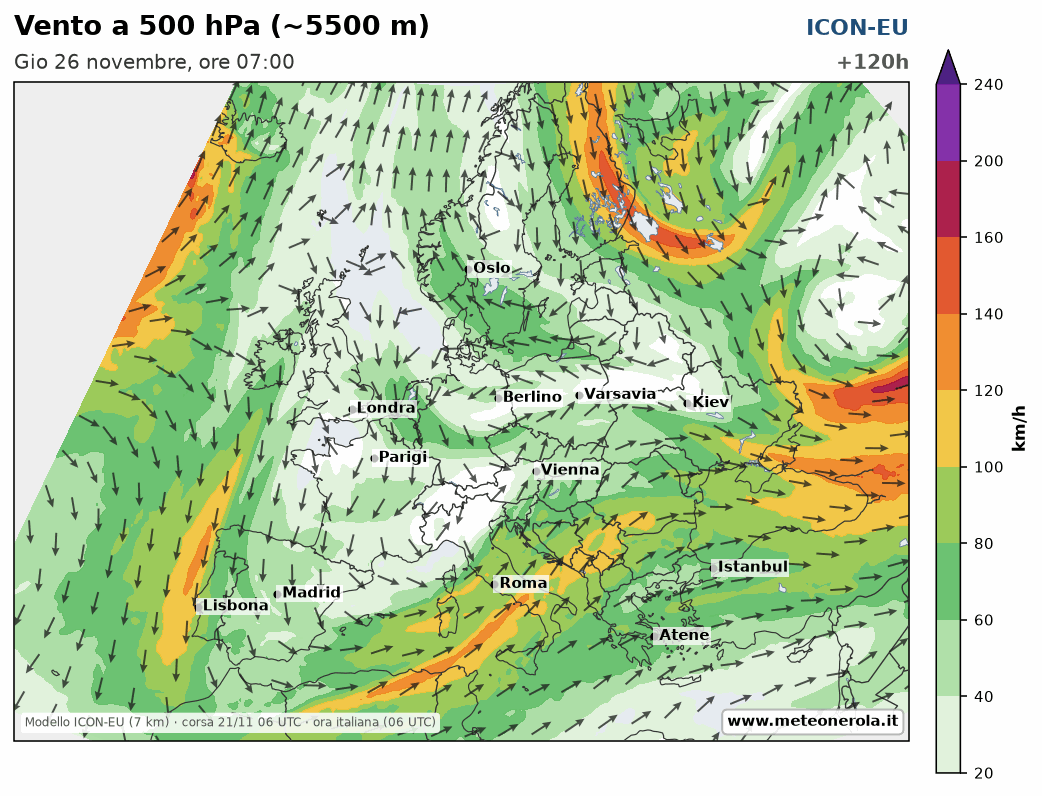 Vento a 500 hPa (~5500 m)
ICON-EU
Gio 26 novembre, ore 07:00
+120h
240
200
160
140
120
100
80
60
40
20
km/h
Oslo
Berlino
Varsavia
Kiev
Londra
Parigi
Vienna
Istanbul
Roma
Madrid
Lisbona
Atene
Modello ICON-EU (7 km) · corsa 21/11 06 UTC · ora italiana (06 UTC)
www.meteonerola.it